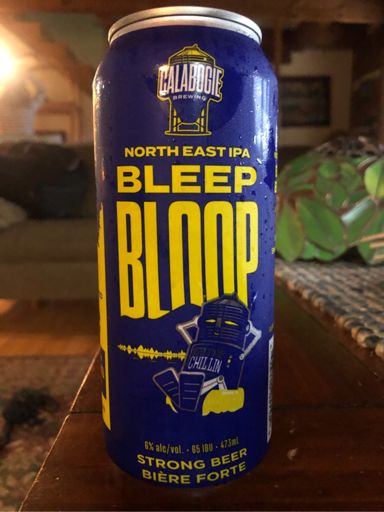 CALABOGIE
BREWING
NORTH EAST IPA
BLEEP
BLOOP
CHILLIN
6% alc/vol. · 65 IBU · 473ml
STRONG BEER
BIÈRE FORTE